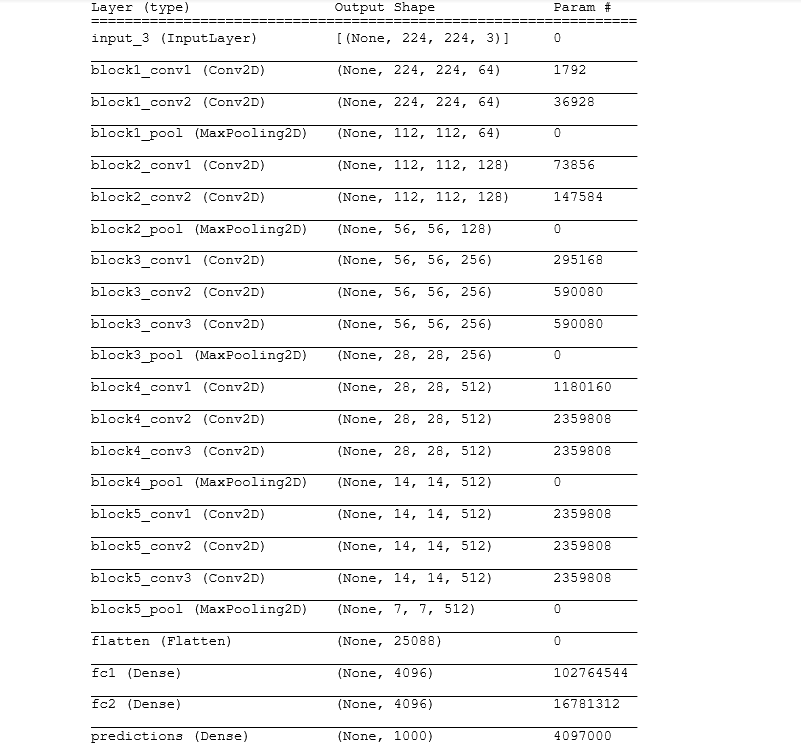 Layer (type) Output Shape Param #
=================================================================
input_3 (InputLayer) [(None, 224, 224, 3)] 0
block1_conv1 (Conv2D) (None, 224, 224, 64) 1792
block1_conv2 (Conv2D) (None, 224, 224, 64) 36928
block1_pool (MaxPooling2D) (None, 112, 112, 64) 0
block2_conv1 (Conv2D) (None, 112, 112, 128) 73856
block2_conv2 (Conv2D) (None, 112, 112, 128) 147584
block2_pool (MaxPooling2D) (None, 56, 56, 128) 0
block3_conv1 (Conv2D) (None, 56, 56, 256) 295168
block3_conv2 (Conv2D) (None, 56, 56, 256) 590080
block3_conv3 (Conv2D) (None, 56, 56, 256) 590080
block3_pool (MaxPooling2D) (None, 28, 28, 256) 0
block4_conv1 (Conv2D) (None, 28, 28, 512) 1180160
block4_conv2 (Conv2D) (None, 28, 28, 512) 2359808
block4_conv3 (Conv2D) (None, 28, 28, 512) 2359808
block4_pool (MaxPooling2D) (None, 14, 14, 512) 0
block5_conv1 (Conv2D) (None, 14, 14, 512) 2359808
block5_conv2 (Conv2D) (None, 14, 14, 512) 2359808
block5_conv3 (Conv2D) (None, 14, 14, 512) 2359808
block5_pool (MaxPooling2D) (None, 7, 7, 512) 0
flatten (Flatten) (None, 25088) 0
fc1 (Dense) (None, 4096) 102764544
fc2 (Dense) (None, 4096) 16781312
predictions (Dense) (None, 1000) 4097000